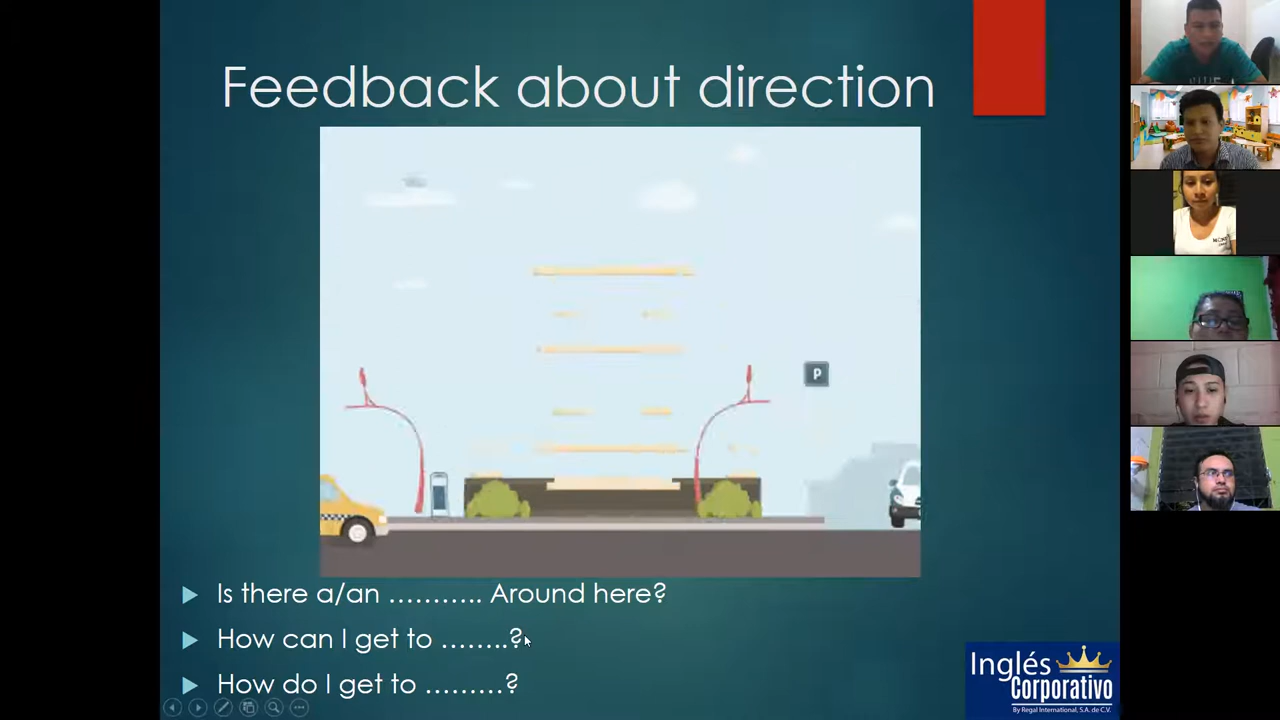 Feedback about direction
P
Is there a/an ……….. Around here?
How can I get to ……..?
How do I get to ………?
Inglés
Corporativo
By Regal International, S.A. de C.V.